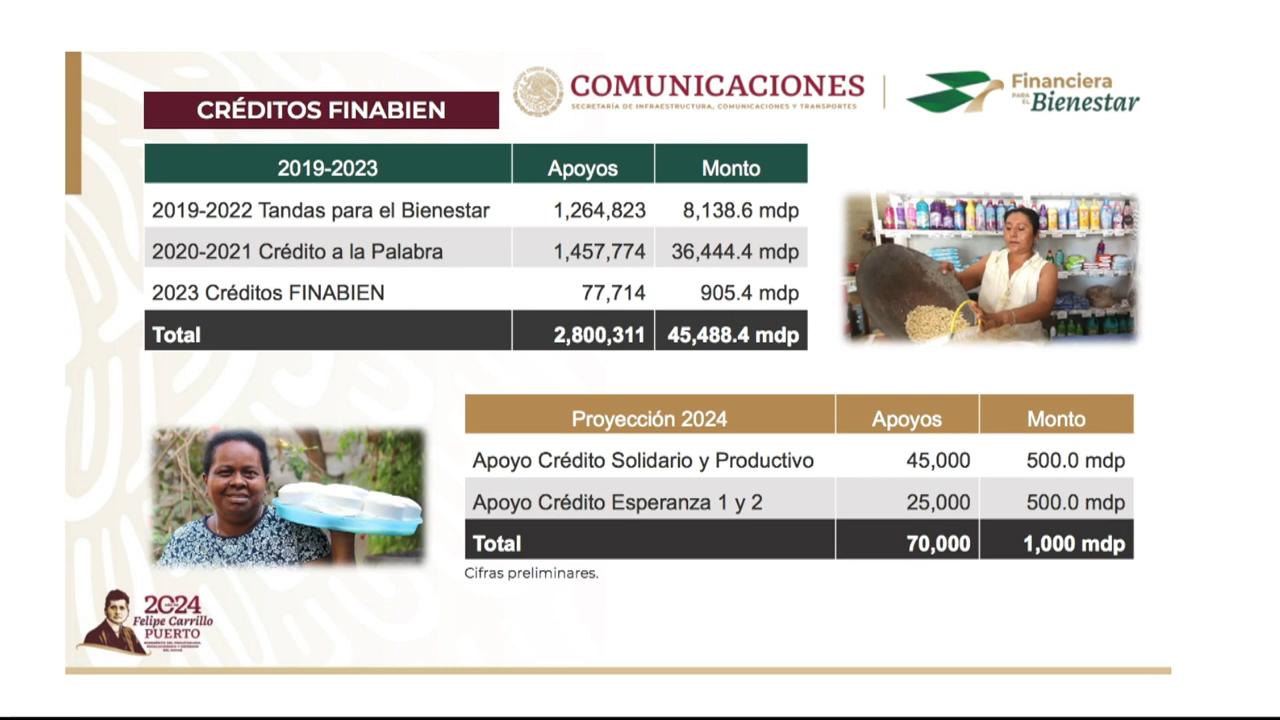 COMUNICACIONES
SECRETARÍA DE INFRAESTRUCTURA, COMUNICACIONES Y TRANSPORTES
Financiera
PARA EL Bienestar
CRÉDITOS FINABIEN
2019-2023 Apoyos Monto
2019-2022 Tandas para el Bienestar 1,264,823 8,138.6 mdp
2020-2021 Crédito a la Palabra 1,457,774 36,444.4 mdp
2023 Créditos FINABIEN 77,714 905.4 mdp
Total 2,800,311 45,488.4 mdp
Proyección 2024 Apoyos Monto
Apoyo Crédito Solidario y Productivo 45,000 500.0 mdp
Apoyo Crédito Esperanza 1 y 2 25,000 500.0 mdp
Total 70,000 1,000 mdp
Cifras preliminares.
2024
Felipe Carrillo
PUERTO